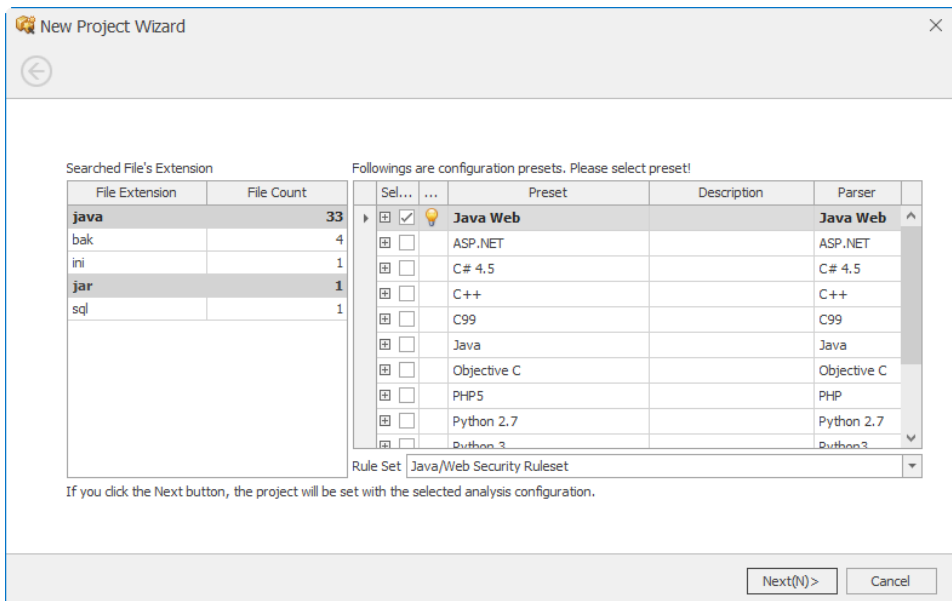 New Project Wizard
Searched File's Extension
Followings are configuration presets. Please select preset!
File Extension File Count
java 33
bak 4
ini 1
jar 1
sql 1
Sel... ... Preset Description Parser
Java Web Java Web
ASP.NET ASP.NET
C# 4.5 C# 4.5
C++ C++
C99 C99
Java Java
Objective C Objective C
PHP5 PHP
Python 2.7 Python 2.7
Python 3 Python3
Rule Set Java/Web Security Ruleset
If you click the Next button, the project will be set with the selected analysis configuration.
Next(N)> Cancel